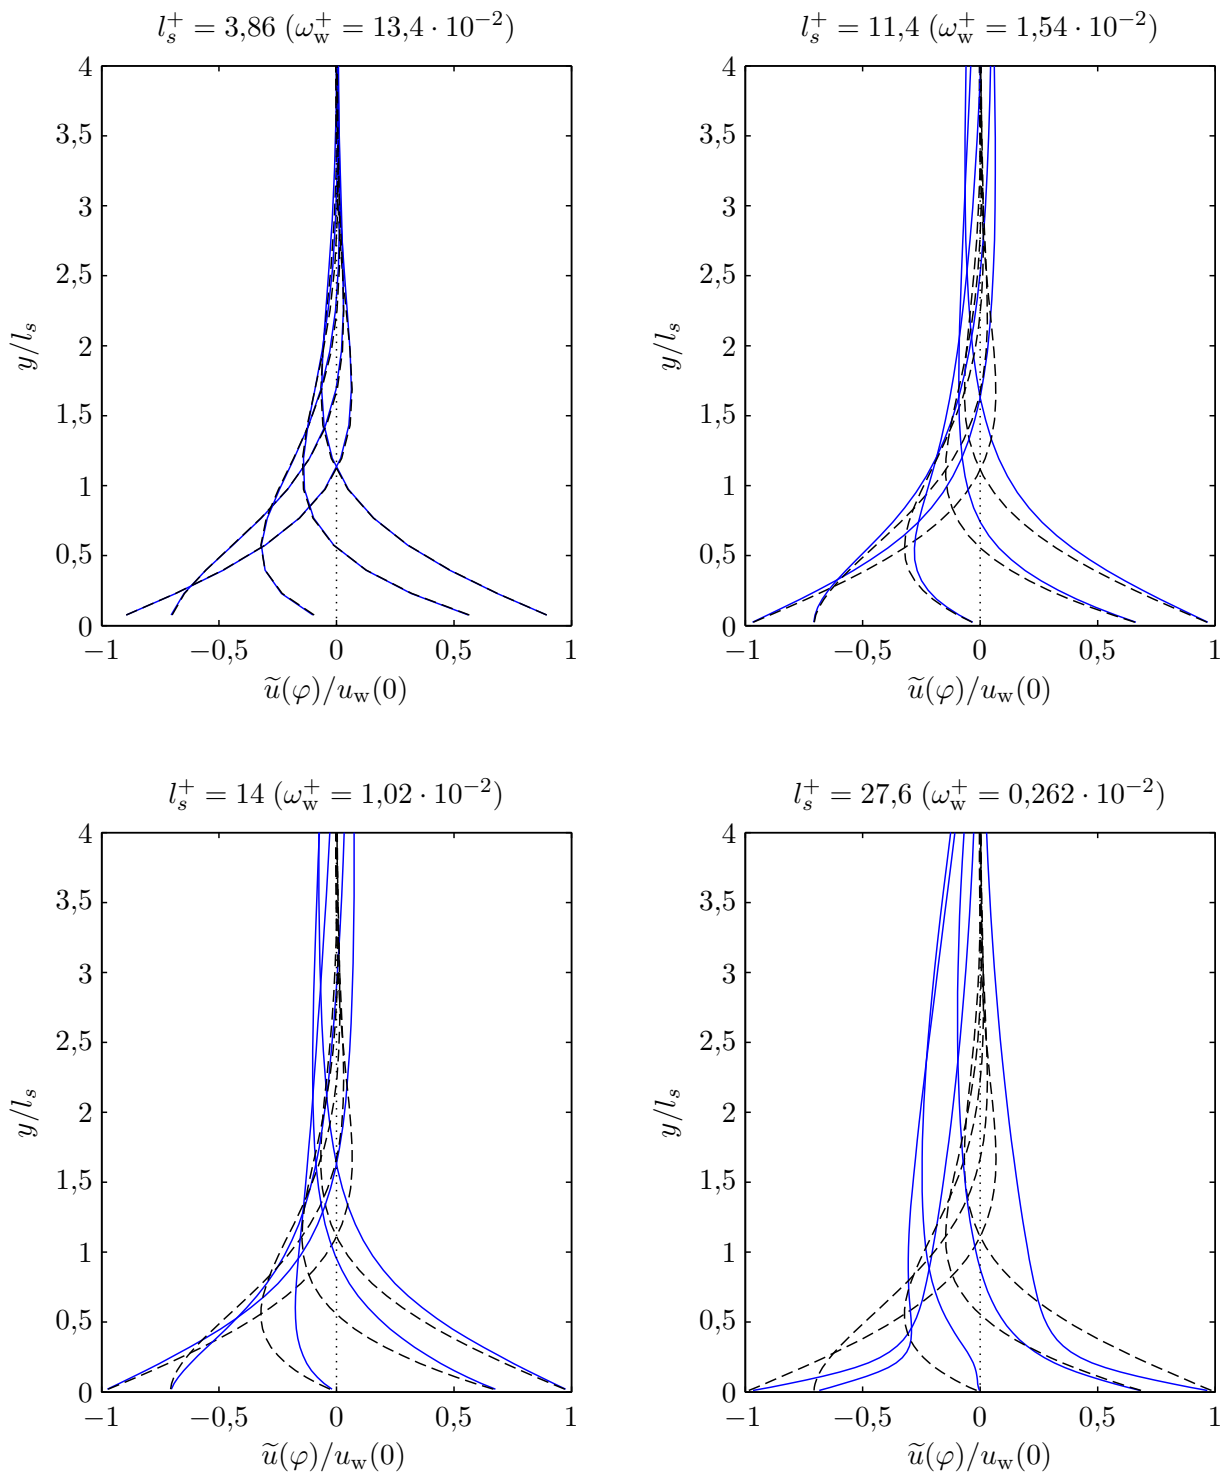 l_s^+ = 3,86 (ω_w^+ = 13,4 · 10^−2)
4
3,5
3
2,5
2
1,5
1
0,5
0
y/l_s
−1 −0,5 0 0,5 1
ũ(φ)/u_w(0)
l_s^+ = 11,4 (ω_w^+ = 1,54 · 10^−2)
4
3,5
3
2,5
2
1,5
1
0,5
0
y/l_s
−1 −0,5 0 0,5 1
ũ(φ)/u_w(0)
l_s^+ = 14 (ω_w^+ = 1,02 · 10^−2)
4
3,5
3
2,5
2
1,5
1
0,5
0
y/l_s
−1 −0,5 0 0,5 1
ũ(φ)/u_w(0)
l_s^+ = 27,6 (ω_w^+ = 0,262 · 10^−2)
4
3,5
3
2,5
2
1,5
1
0,5
0
y/l_s
−1 −0,5 0 0,5 1
ũ(φ)/u_w(0)